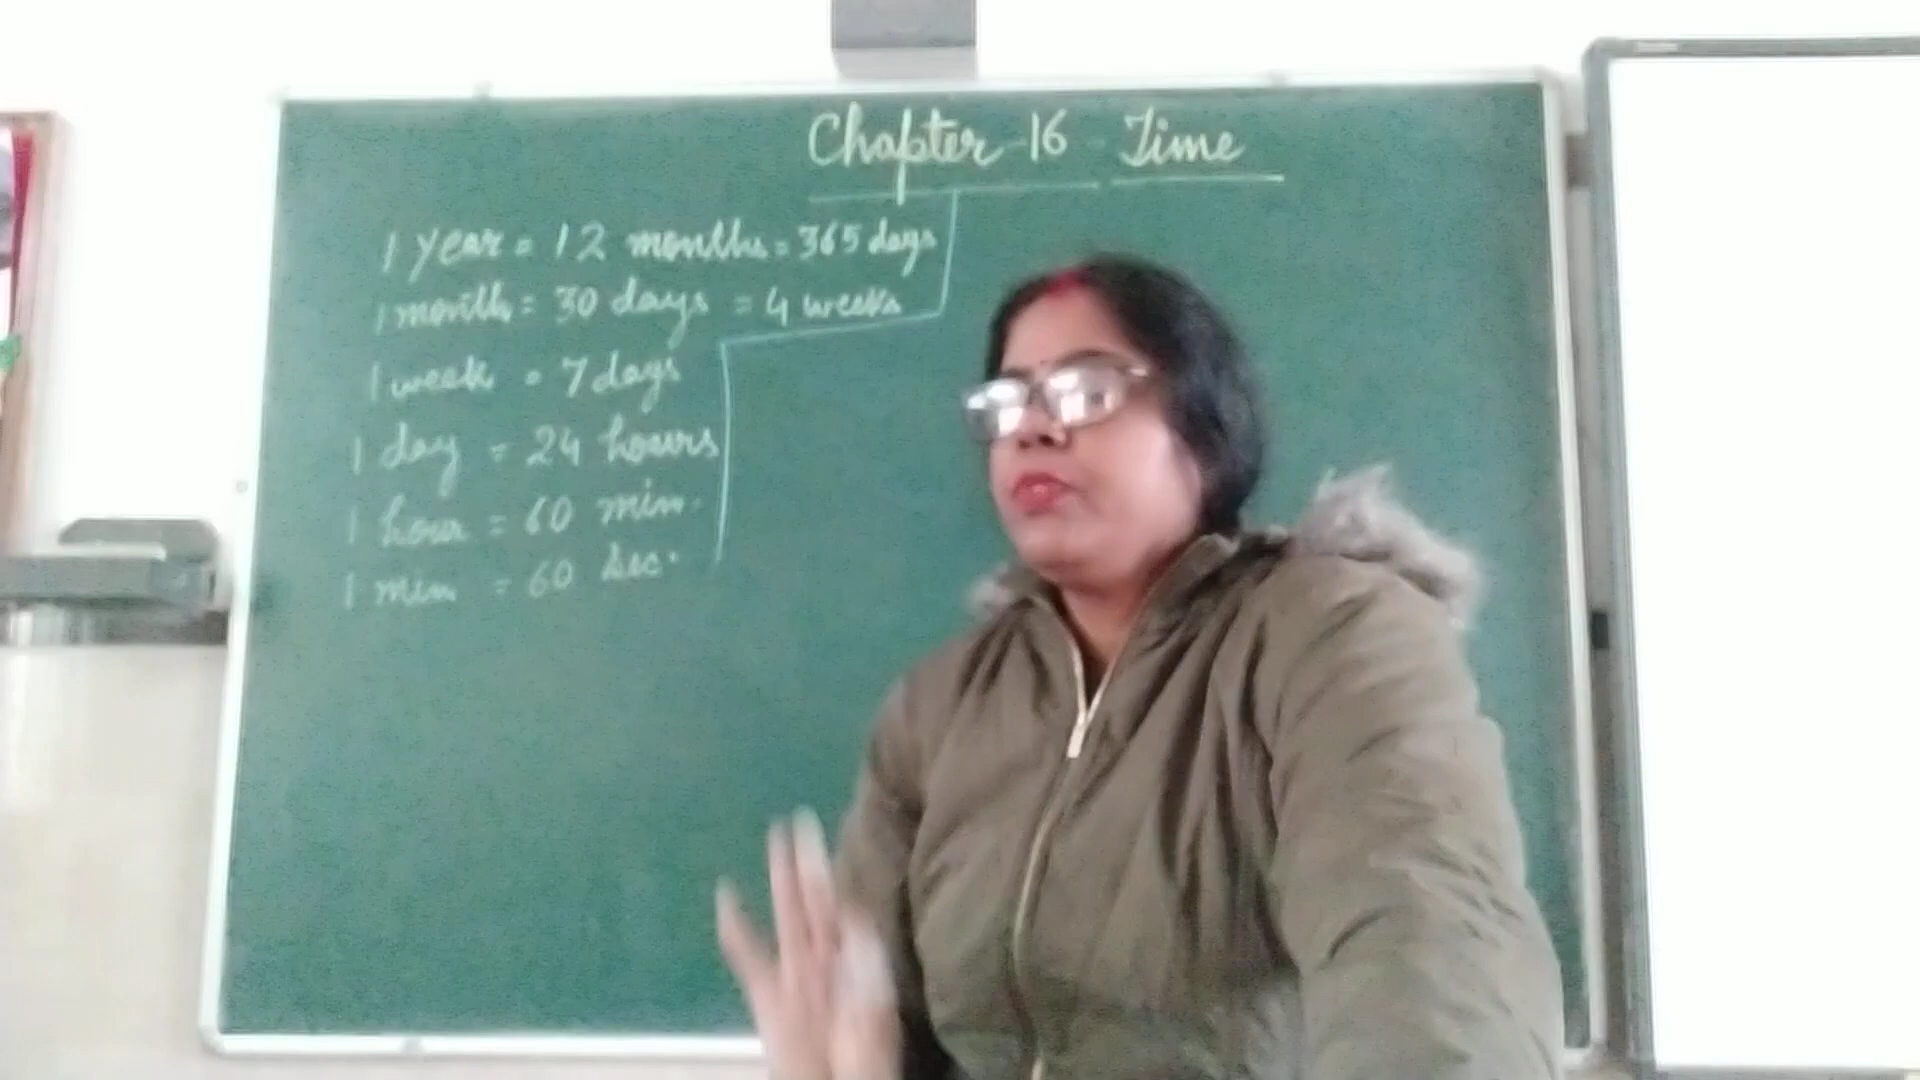 Chapter-16 Time
1 year = 12 months = 365 days
1 month = 30 days = 4 weeks
1 week = 7 days
1 day = 24 hours
1 hour = 60 min.
1 min = 60 sec.